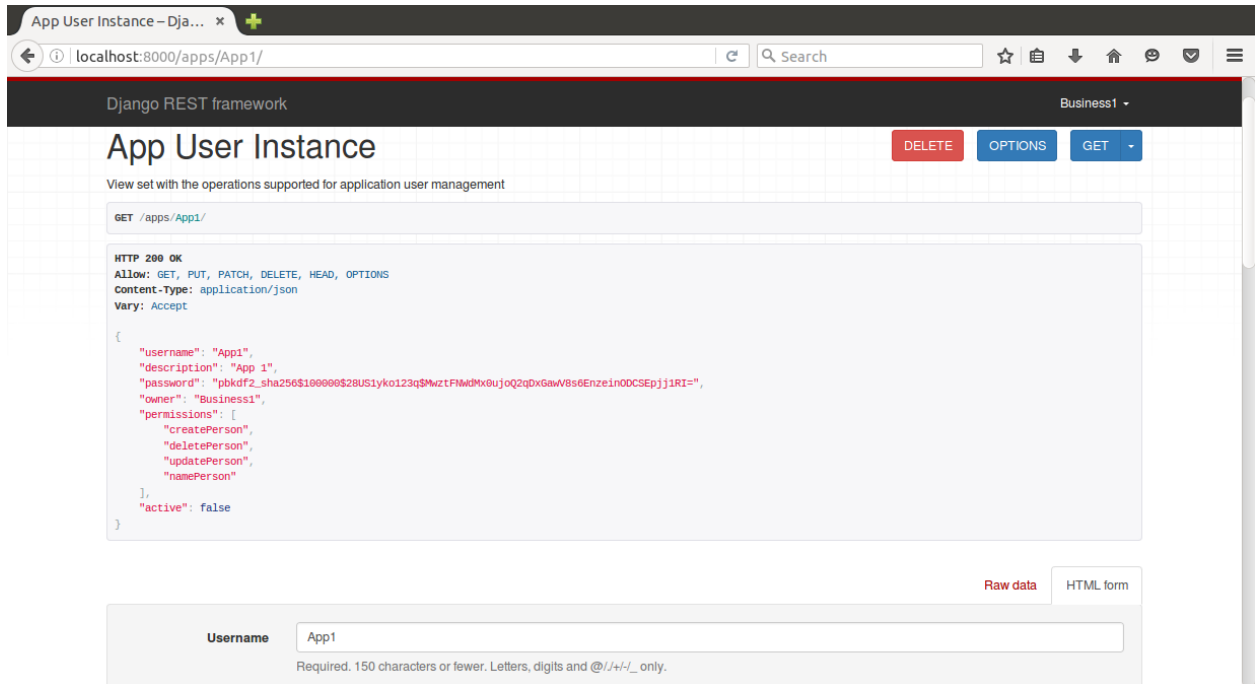 App User Instance – Dja... ×
localhost:8000/apps/App1/ Search
Django REST framework Business1
App User Instance DELETE OPTIONS GET
View set with the operations supported for application user management
GET /apps/App1/
HTTP 200 OK
Allow: GET, PUT, PATCH, DELETE, HEAD, OPTIONS
Content-Type: application/json
Vary: Accept
{
"username": "App1",
"description": "App 1",
"password": "pbkdf2_sha256$100000$28US1yko123q$MwztFNWdMx0ujoQ2qDxGawV8s6EnzeinODCSEpjj1RI=",
"owner": "Business1",
"permissions": [
"createPerson",
"deletePerson",
"updatePerson",
"namePerson"
],
"active": false
}
Raw data HTML form
Username App1
Required. 150 characters or fewer. Letters, digits and @/./+/-/_ only.